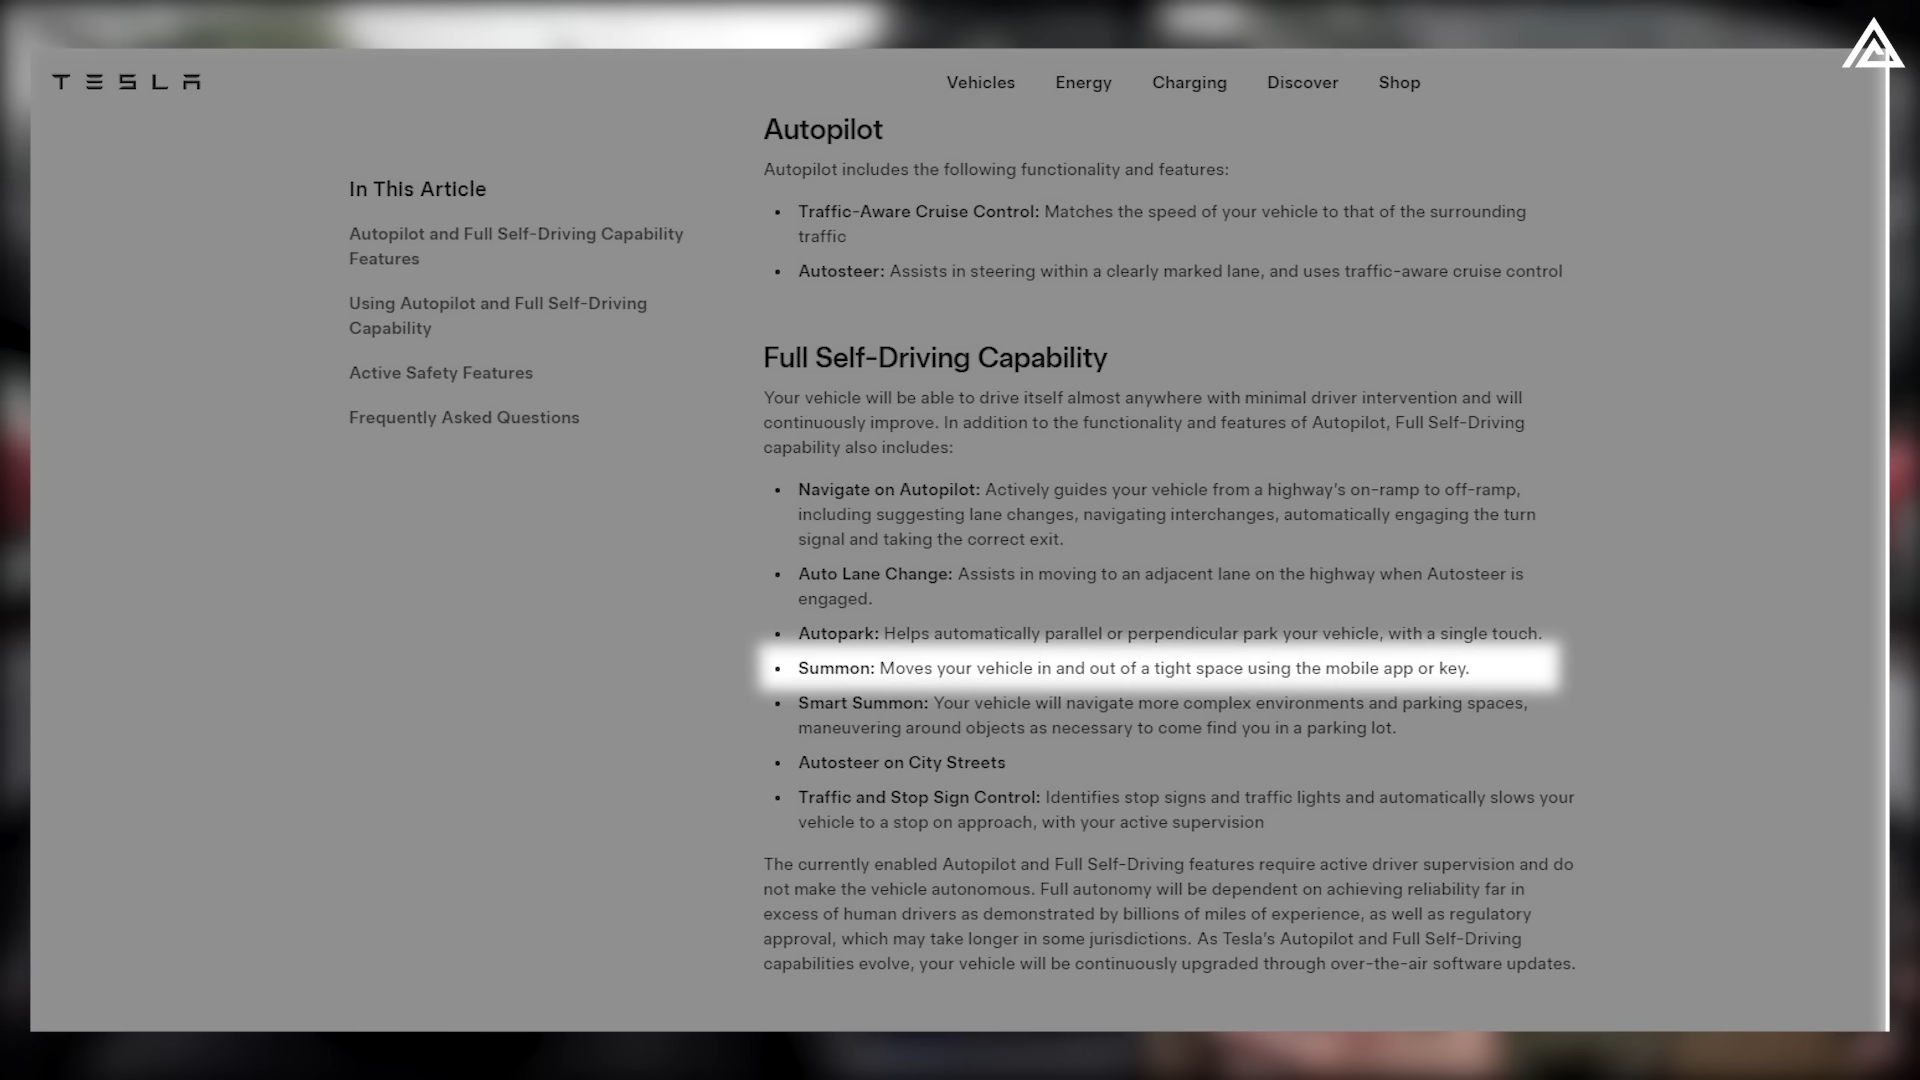 TESLA
Vehicles Energy Charging Discover Shop
In This Article
Autopilot and Full Self-Driving Capability
Features
Using Autopilot and Full Self-Driving
Capability
Active Safety Features
Frequently Asked Questions
Autopilot
Autopilot includes the following functionality and features:
• Traffic-Aware Cruise Control: Matches the speed of your vehicle to that of the surrounding
traffic
• Autosteer: Assists in steering within a clearly marked lane, and uses traffic-aware cruise control
Full Self-Driving Capability
Your vehicle will be able to drive itself almost anywhere with minimal driver intervention and will
continuously improve. In addition to the functionality and features of Autopilot, Full Self-Driving
capability also includes:
• Navigate on Autopilot: Actively guides your vehicle from a highway's on-ramp to off-ramp,
including suggesting lane changes, navigating interchanges, automatically engaging the turn
signal and taking the correct exit.
• Auto Lane Change: Assists in moving to an adjacent lane on the highway when Autosteer is
engaged.
• Autopark: Helps automatically parallel or perpendicular park your vehicle, with a single touch.
• Summon: Moves your vehicle in and out of a tight space using the mobile app or key.
• Smart Summon: Your vehicle will navigate more complex environments and parking spaces,
maneuvering around objects as necessary to come find you in a parking lot.
• Autosteer on City Streets
• Traffic and Stop Sign Control: Identifies stop signs and traffic lights and automatically slows your
vehicle to a stop on approach, with your active supervision
The currently enabled Autopilot and Full Self-Driving features require active driver supervision and do
not make the vehicle autonomous. Full autonomy will be dependent on achieving reliability far in
excess of human drivers as demonstrated by billions of miles of experience, as well as regulatory
approval, which may take longer in some jurisdictions. As Tesla's Autopilot and Full Self-Driving
capabilities evolve, your vehicle will be continuously upgraded through over-the-air software updates.